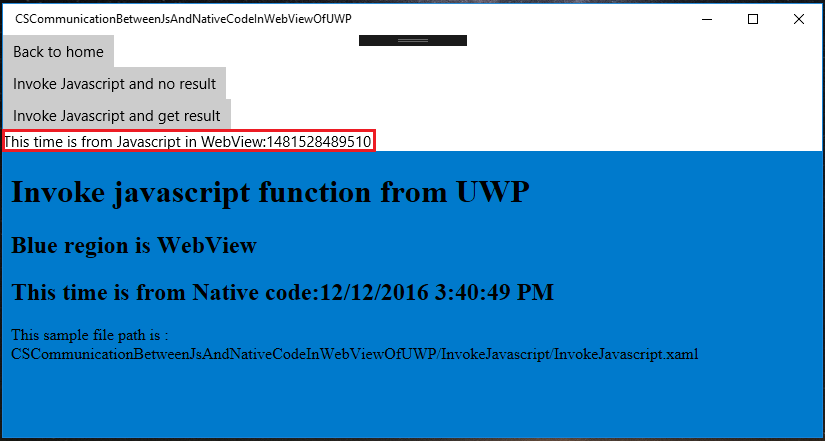 CSCommunicationBetweenJsAndNativeCodeInWebViewOfUWP
Back to home
Invoke Javascript and no result
Invoke Javascript and get result
This time is from Javascript in WebView:1481528489510
Invoke javascript function from UWP
Blue region is WebView
This time is from Native code:12/12/2016 3:40:49 PM
This sample file path is :
CSCommunicationBetweenJsAndNativeCodeInWebViewOfUWP/InvokeJavascript/InvokeJavascript.xaml